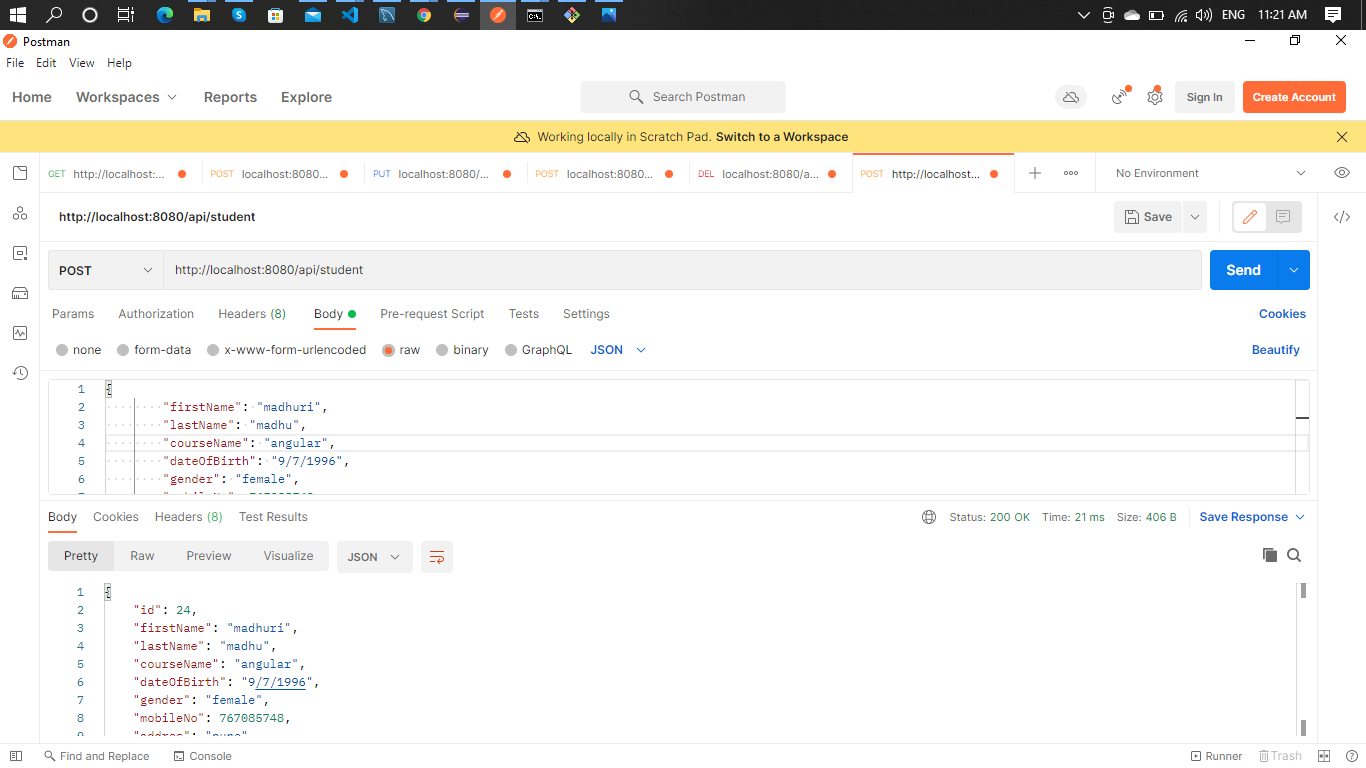 ENG 11:21 AM
Postman
File Edit View Help
Home Workspaces Reports Explore Search Postman Sign In Create Account
Working locally in Scratch Pad. Switch to a Workspace
GET http://localhost:... POST localhost:8080... PUT localhost:8080/... POST localhost:8080... DEL localhost:8080/a... POST http://localhost... No Environment
http://localhost:8080/api/student Save
POST http://localhost:8080/api/student Send
Params Authorization Headers (8) Body Pre-request Script Tests Settings Cookies
none form-data x-www-form-urlencoded raw binary GraphQL JSON Beautify
1 {
2 "firstName": "madhuri",
3 "lastName": "madhu",
4 "courseName": "angular",
5 "dateOfBirth": "9/7/1996",
6 "gender": "female",
Body Cookies Headers (8) Test Results Status: 200 OK Time: 21 ms Size: 406 B Save Response
Pretty Raw Preview Visualize JSON
1 {
2 "id": 24,
3 "firstName": "madhuri",
4 "lastName": "madhu",
5 "courseName": "angular",
6 "dateOfBirth": "9/7/1996",
7 "gender": "female",
8 "mobileNo": 767085748,
Find and Replace Console Runner Trash